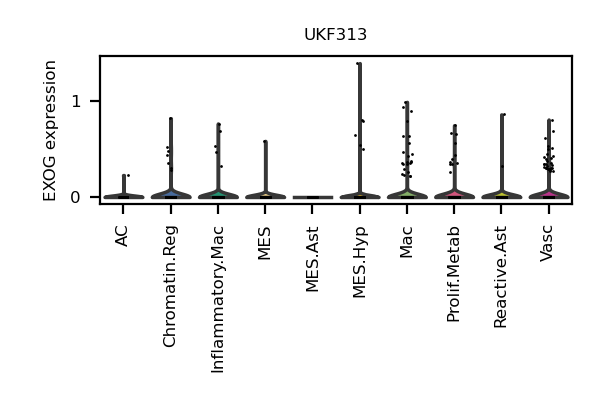 UKF313
EXOG expression
1
0
AC
Chromatin.Reg
Inflammatory.Mac
MES
MES.Ast
MES.Hyp
Mac
Prolif.Metab
Reactive.Ast
Vasc